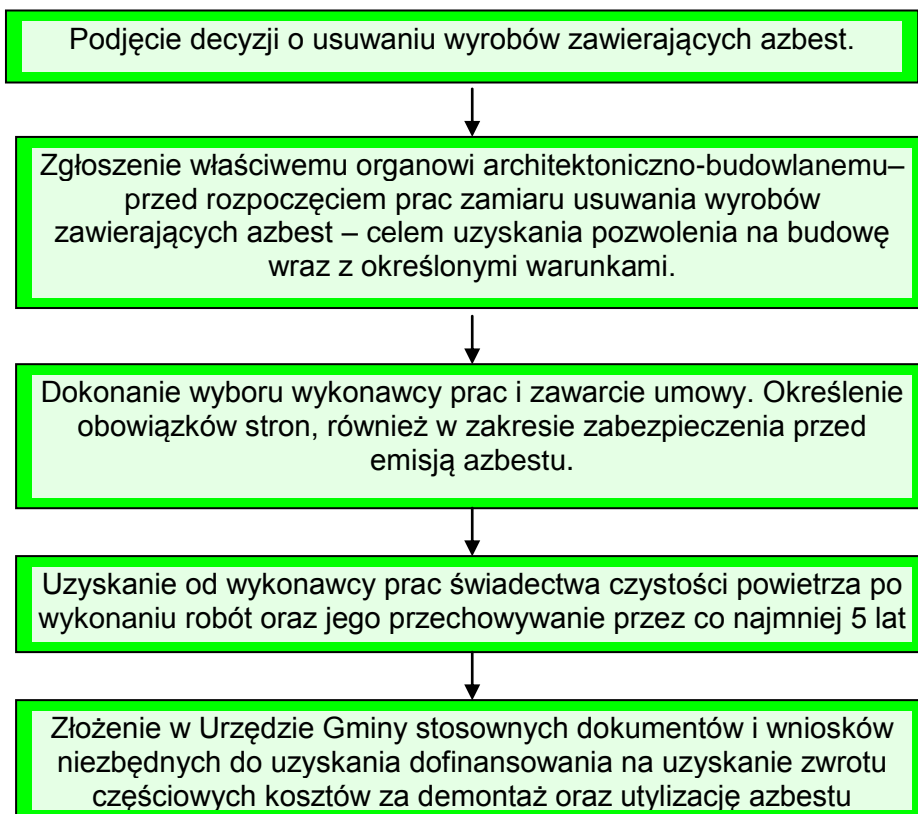 Podjęcie decyzji o usuwaniu wyrobów zawierających azbest.
Zgłoszenie właściwemu organowi architektoniczno-budowlanemu–
przed rozpoczęciem prac zamiaru usuwania wyrobów
zawierających azbest – celem uzyskania pozwolenia na budowę
wraz z określonymi warunkami.
Dokonanie wyboru wykonawcy prac i zawarcie umowy. Określenie
obowiązków stron, również w zakresie zabezpieczenia przed
emisją azbestu.
Uzyskanie od wykonawcy prac świadectwa czystości powietrza po
wykonaniu robót oraz jego przechowywanie przez co najmniej 5 lat
Złożenie w Urzędzie Gminy stosownych dokumentów i wniosków
niezbędnych do uzyskania dofinansowania na uzyskanie zwrotu
częściowych kosztów za demontaż oraz utylizację azbestu